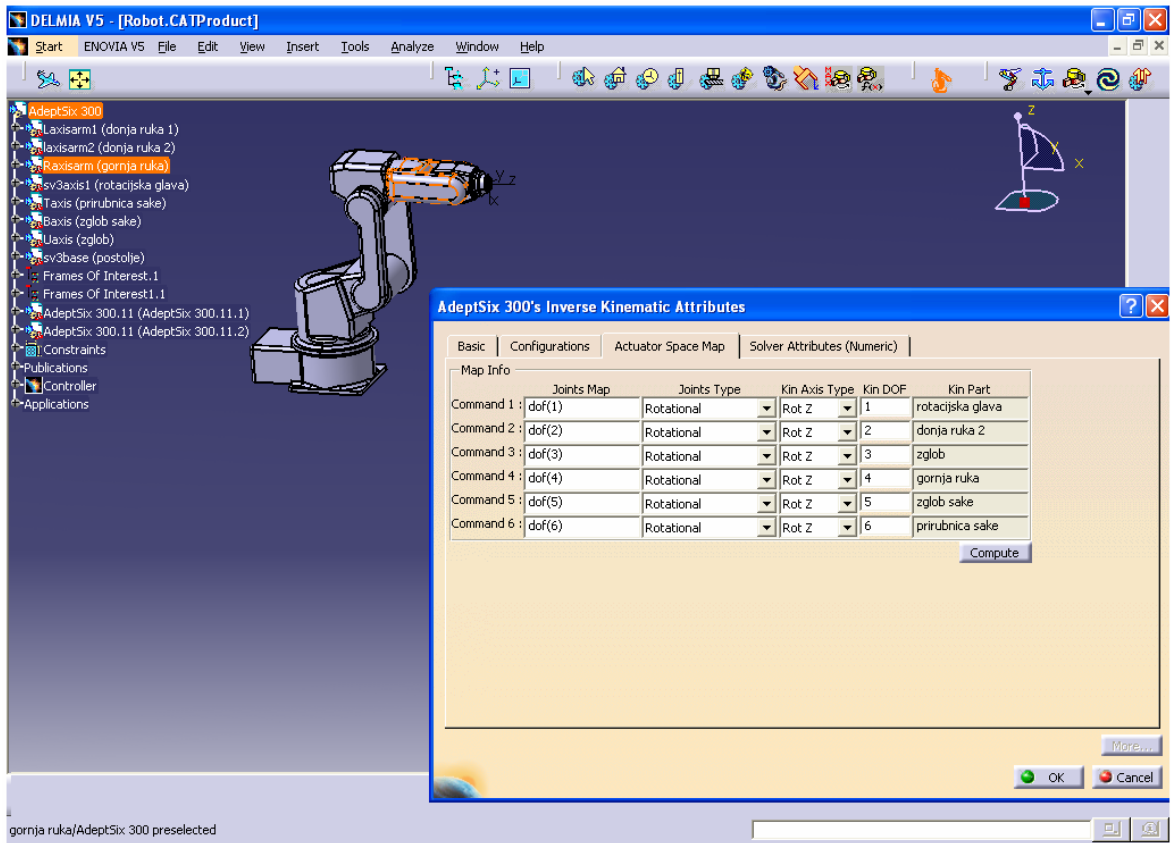 DELMIA V5 - [Robot.CATProduct]
Start ENOVIA V5 File Edit View Insert Tools Analyze Window Help
AdeptSix 300
Laxisarm1 (donja ruka 1)
laxisarm2 (donja ruka 2)
Raxisarm (gornja ruka)
sv3axis1 (rotacijska glava)
Taxis (prirubnica sake)
Baxis (zglob sake)
Uaxis (zglob)
sv3base (postolje)
Frames Of Interest.1
Frames Of Interest1.1
AdeptSix 300.11 (AdeptSix 300.11.1)
AdeptSix 300.11 (AdeptSix 300.11.2)
Constraints
Publications
Controller
Applications
Y Z
X
Z
Y
X
AdeptSix 300's Inverse Kinematic Attributes
Basic Configurations Actuator Space Map Solver Attributes (Numeric)
Map Info
Joints Map Joints Type Kin Axis Type Kin DOF Kin Part
Command 1 : dof(1) Rotational Rot Z 1 rotacijska glava
Command 2 : dof(2) Rotational Rot Z 2 donja ruka 2
Command 3 : dof(3) Rotational Rot Z 3 zglob
Command 4 : dof(4) Rotational Rot Z 4 gornja ruka
Command 5 : dof(5) Rotational Rot Z 5 zglob sake
Command 6 : dof(6) Rotational Rot Z 6 prirubnica sake
Compute
More...
OK Cancel
gornja ruka/AdeptSix 300 preselected